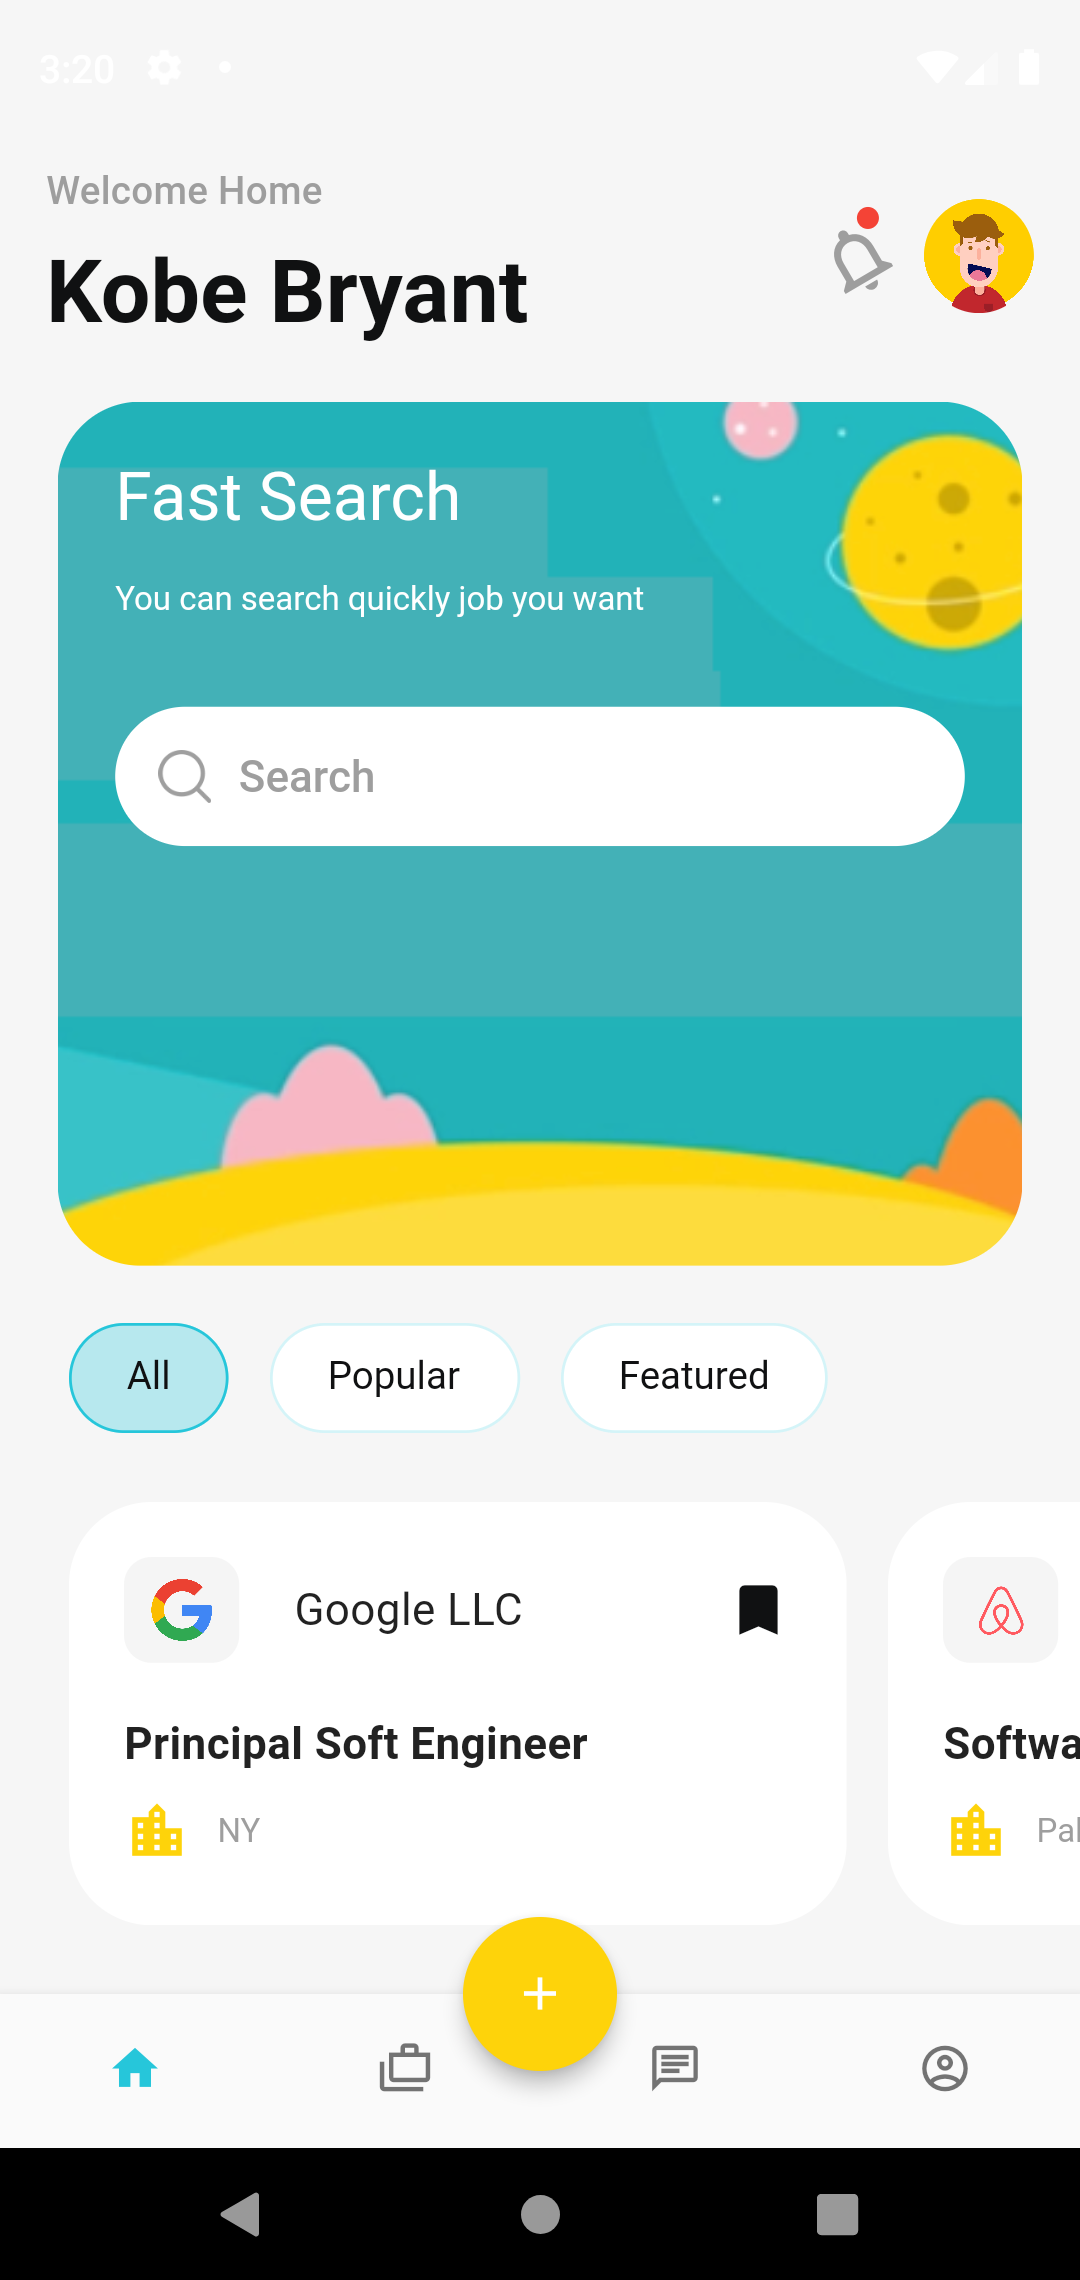 3:20
Welcome Home
Kobe Bryant
Fast Search
You can search quickly job you want
Search
All
Popular
Featured
Google LLC
Principal Soft Engineer
Softwa
NY
Pal